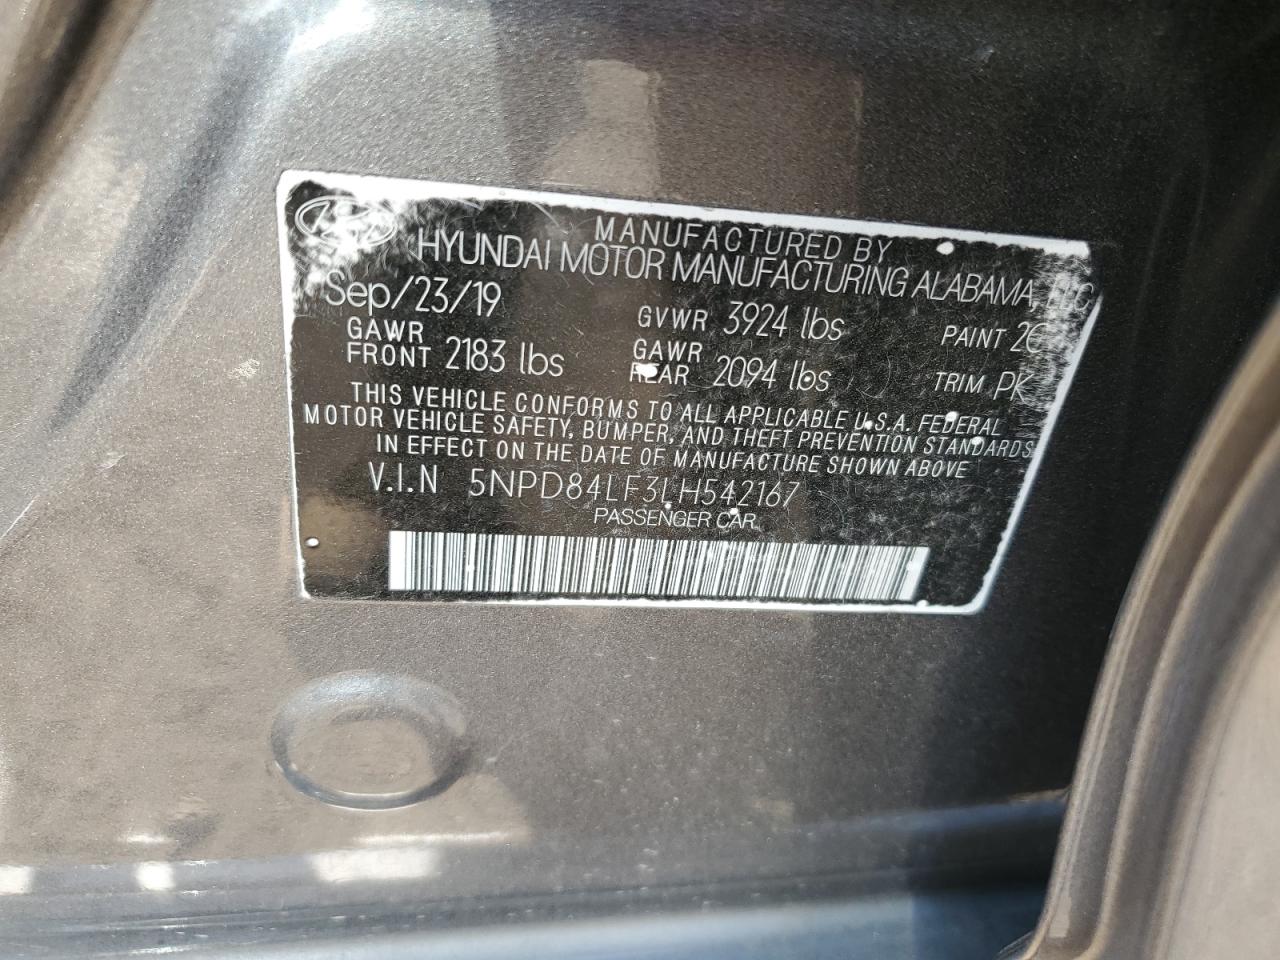 MANUFACTURED BY
HYUNDAI MOTOR MANUFACTURING ALABAMA, LLC
Sep/23/19 GVWR 3924 lbs PAINT
GAWR FRONT 2183 lbs GAWR REAR 2094 lbs TRIM PK
THIS VEHICLE CONFORMS TO ALL APPLICABLE U.S.A. FEDERAL
MOTOR VEHICLE SAFETY, BUMPER, AND THEFT PREVENTION STANDARDS
IN EFFECT ON THE DATE OF MANUFACTURE SHOWN ABOVE
V.I.N 5NPD84LF3LH542167
PASSENGER CAR